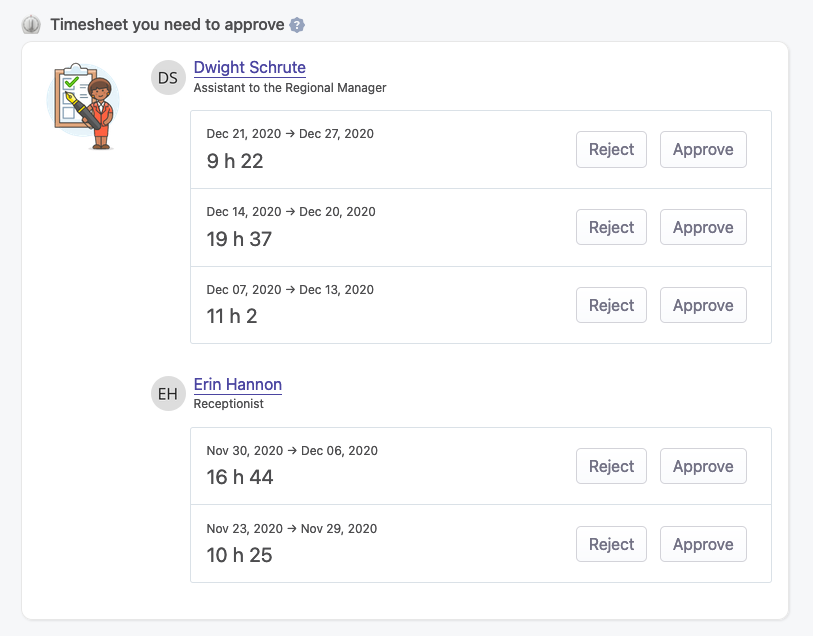 Timesheet you need to approve ?
DS
Dwight Schrute
Assistant to the Regional Manager
Dec 21, 2020 → Dec 27, 2020
9 h 22
Reject Approve
Dec 14, 2020 → Dec 20, 2020
19 h 37
Reject Approve
Dec 07, 2020 → Dec 13, 2020
11 h 2
Reject Approve
EH
Erin Hannon
Receptionist
Nov 30, 2020 → Dec 06, 2020
16 h 44
Reject Approve
Nov 23, 2020 → Nov 29, 2020
10 h 25
Reject Approve